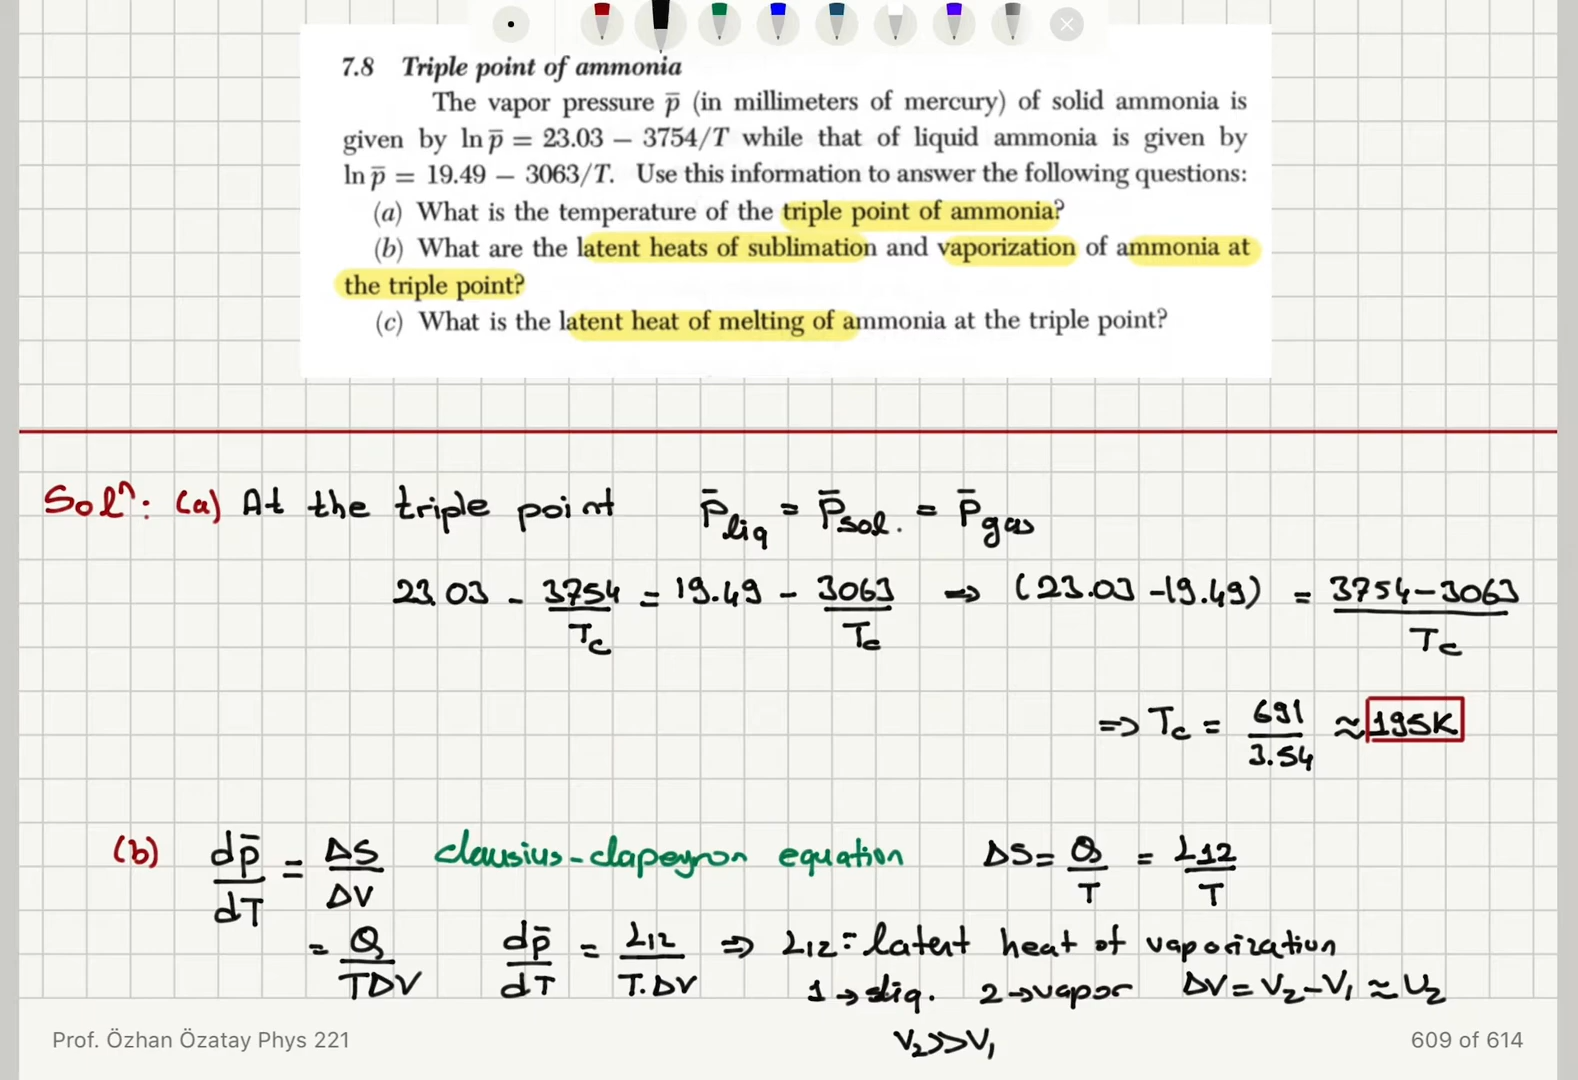 7.8 Triple point of ammonia
The vapor pressure p̅ (in millimeters of mercury) of solid ammonia is
given by ln p̅ = 23.03 − 3754/T while that of liquid ammonia is given by
ln p̅ = 19.49 − 3063/T. Use this information to answer the following questions:
(a) What is the temperature of the triple point of ammonia?
(b) What are the latent heats of sublimation and vaporization of ammonia at
the triple point?
(c) What is the latent heat of melting of ammonia at the triple point?
Solⁿ: (a) At the triple point p̅liq = p̅sol. = p̅gas
23.03 - 3754/Tc = 19.49 - 3063/Tc => (23.03 - 19.49) = 3754-3063/Tc
=> Tc = 691/3.54 ≈ 195K
(b) dp̅/dT = ΔS/ΔV clausius-clapeyron equation ΔS = Q/T = L12/T
= Q/TΔV dp̅/dT = L12/T.ΔV => L12 = latent heat of vaporization
1 → liq. 2 → vapor ΔV = V2 - V1 ≈ V2
V2 >> V1
Prof. Özhan Özatay Phys 221
609 of 614